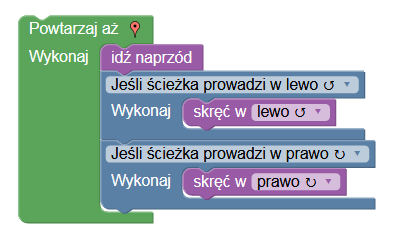 Powtarzaj aż
Wykonaj idź naprzód
Jeśli ścieżka prowadzi w lewo ↺
Wykonaj skręć w lewo ↺
Jeśli ścieżka prowadzi w prawo ↻
Wykonaj skręć w prawo ↻